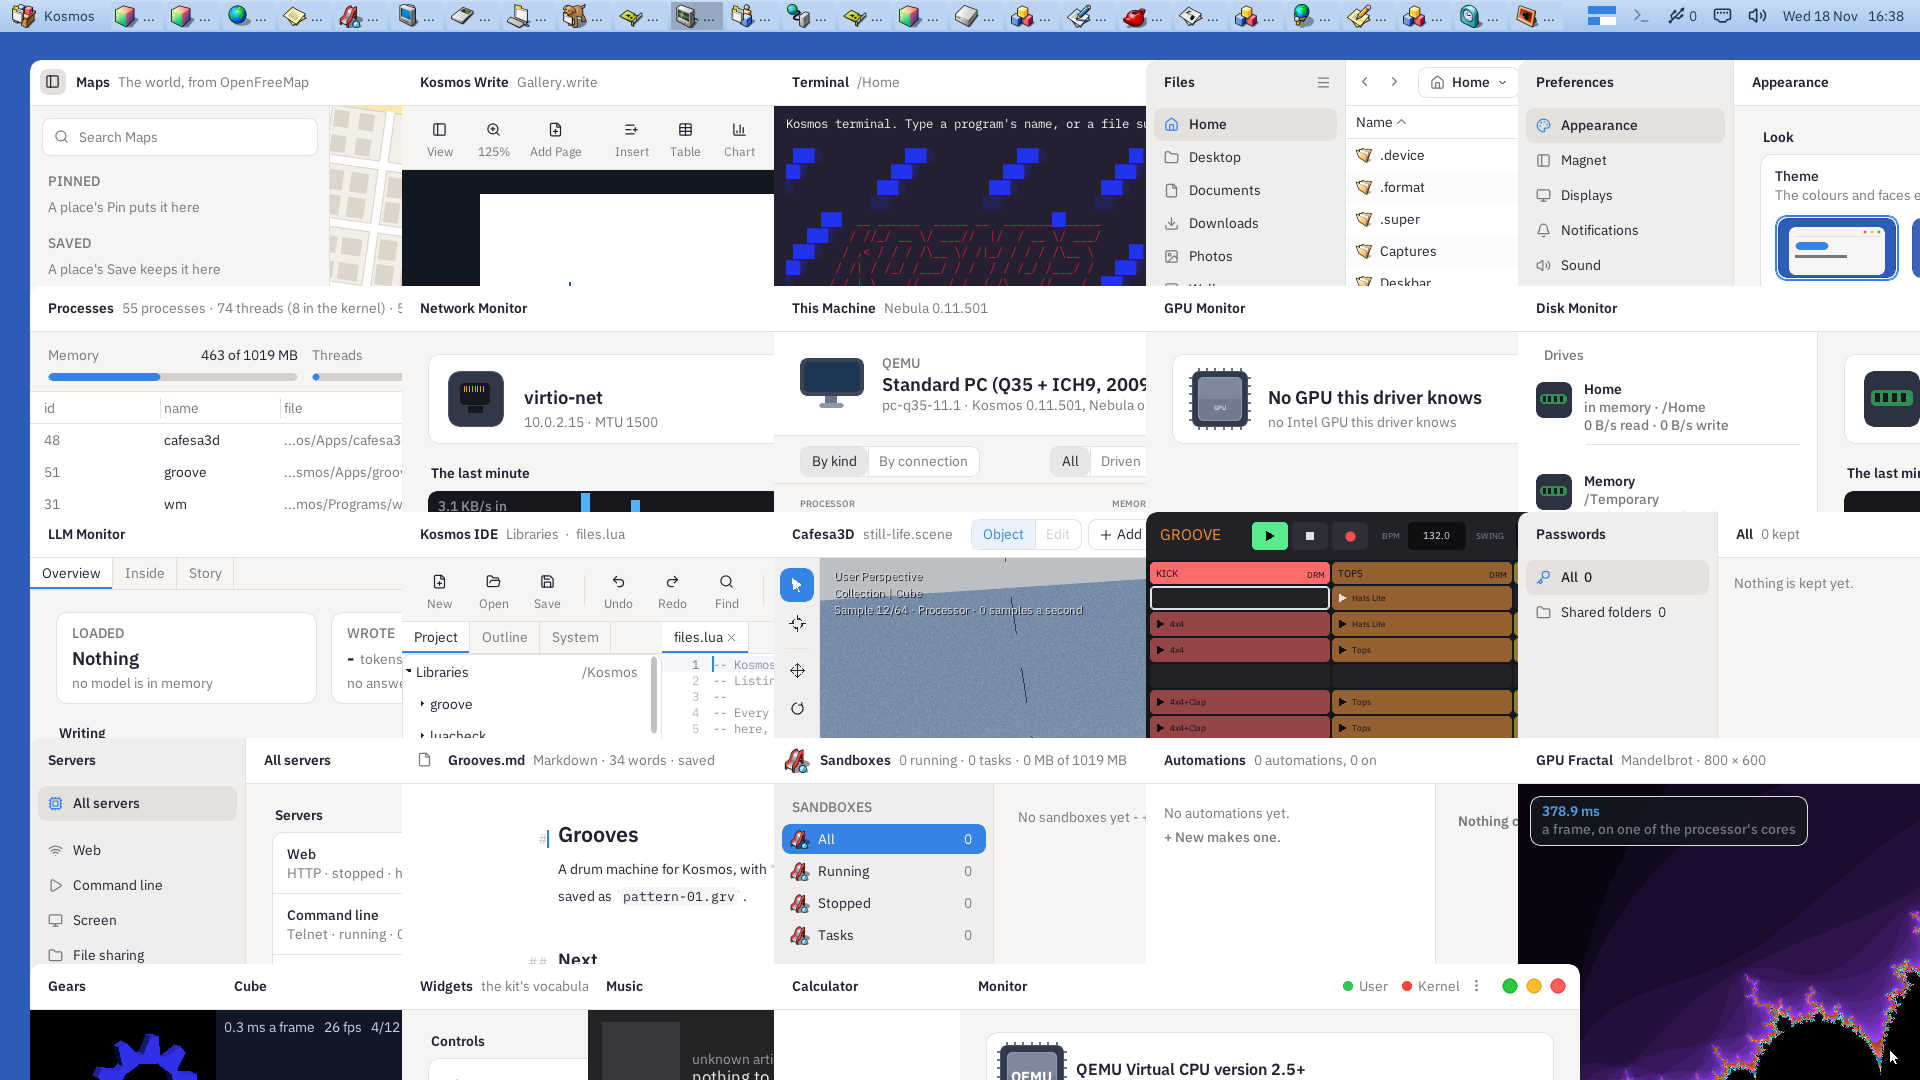 Kosmos ... ... ... ... ... ... ... ... ... ... ... ... ... ... ... ... ... ... ... ... ... ... ... ... ... ... 0 Wed 18 Nov 16:38
Maps The world, from OpenFreeMap
Search Maps
PINNED
A place's Pin puts it here
SAVED
A place's Save keeps it here
Kosmos Write Gallery.write
View 125% Add Page Insert Table Chart
Terminal /Home
Kosmos terminal. Type a program's name, or a file
Files
Home
Desktop
Documents
Downloads
Photos
Home
Name
.device
.format
.super
Captures
Deskbar
Preferences
Appearance
Magnet
Displays
Notifications
Sound
Appearance
Look
Theme
The colours and faces
Processes 55 processes · 74 threads (8 in the kernel) · 5
Memory 463 of 1019 MB Threads
id name file
48 cafesa3d ...os/Apps/cafesa3
51 groove ...smos/Apps/groov
31 wm ...mos/Programs/w
Network Monitor
virtio-net
10.0.2.15 · MTU 1500
The last minute
3.1 KB/s in
This Machine Nebula 0.11.501
QEMU
Standard PC (Q35 + ICH9, 2009
pc-q35-11.1 · Kosmos 0.11.501, Nebula o
By kind By connection All Driven
PROCESSOR MEMOR
GPU Monitor
GPU
No GPU this driver knows
no Intel GPU this driver knows
Disk Monitor
Drives
Home
in memory · /Home
0 B/s read · 0 B/s write
Memory
/Temporary
The last mi
LLM Monitor
Overview Inside Story
LOADED
Nothing
no model is in memory
WROTE
- tokens
no answe
Writing
Kosmos IDE Libraries · files.lua
New Open Save Undo Redo Find
Project Outline System files.lua
Libraries /Kosmos
groove
luacheck
1 -- Kosmos
2 -- Listin
3 --
4 -- Every
5 -- here,
Cafesa3D still-life.scene Object Edit Add
User Perspective
Collection | Cube
Sample 12/64 · Processor · 0 samples a second
GROOVE BPM 132.0 SWING
KICK DRM TOPS DRM
Hats Lite
4x4 Hats Lite
4x4 Tops
4x4+Clap Tops
4x4+Clap Tops
Passwords
All 0
Shared folders 0
All 0 kept
Nothing is kept yet.
Servers
All servers
Web
Command line
Screen
File sharing
All servers
Servers
Web
HTTP · stopped · h
Command line
Telnet · running · 0
Grooves.md Markdown · 34 words · saved
# Grooves
A drum machine for Kosmos, with `
saved as `pattern-01.grv`.
## Next
Sandboxes 0 running · 0 tasks · 0 MB of 1019 MB
SANDBOXES
All 0
Running 0
Stopped 0
Tasks 0
No sandboxes yet - +
Automations 0 automations, 0 on
No automations yet.
+ New makes one.
Nothing
GPU Fractal Mandelbrot · 800 × 600
378.9 ms
a frame, on one of the processor's cores
Gears
Cube
0.3 ms a frame 26 fps 4/12
Widgets the kit's vocabula
Controls
Music
unknown arti
nothing to
Calculator
Monitor User Kernel
QEMU
QEMU Virtual CPU version 2.5+